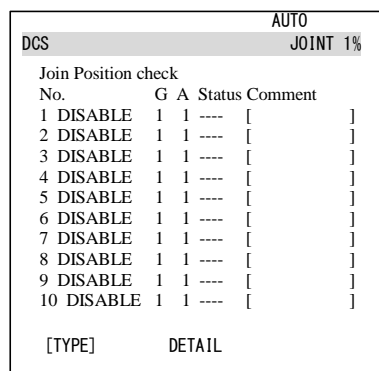 AUTO
DCS JOINT 1%
Join Position check
No. G A Status Comment
1 DISABLE 1 1 ---- [ ]
2 DISABLE 1 1 ---- [ ]
3 DISABLE 1 1 ---- [ ]
4 DISABLE 1 1 ---- [ ]
5 DISABLE 1 1 ---- [ ]
6 DISABLE 1 1 ---- [ ]
7 DISABLE 1 1 ---- [ ]
8 DISABLE 1 1 ---- [ ]
9 DISABLE 1 1 ---- [ ]
10 DISABLE 1 1 ---- [ ]
[TYPE] DETAIL